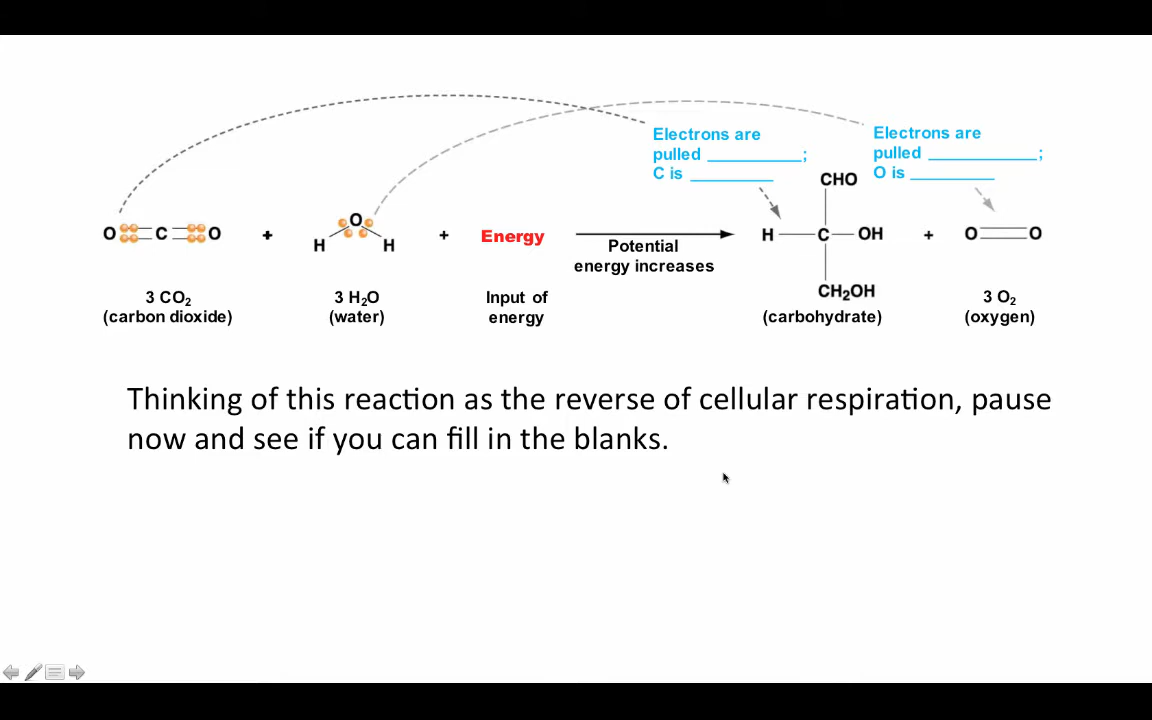 Electrons are
pulled __________;
C is _________
Electrons are
pulled ____________;
O is _________
CHO
O C O + H O H + Energy Potential
energy increases H C OH + O O
CH₂OH
3 CO₂
(carbon dioxide)
3 H₂O
(water)
Input of
energy
(carbohydrate)
3 O₂
(oxygen)
Thinking of this reaction as the reverse of cellular respiration, pause
now and see if you can fill in the blanks.